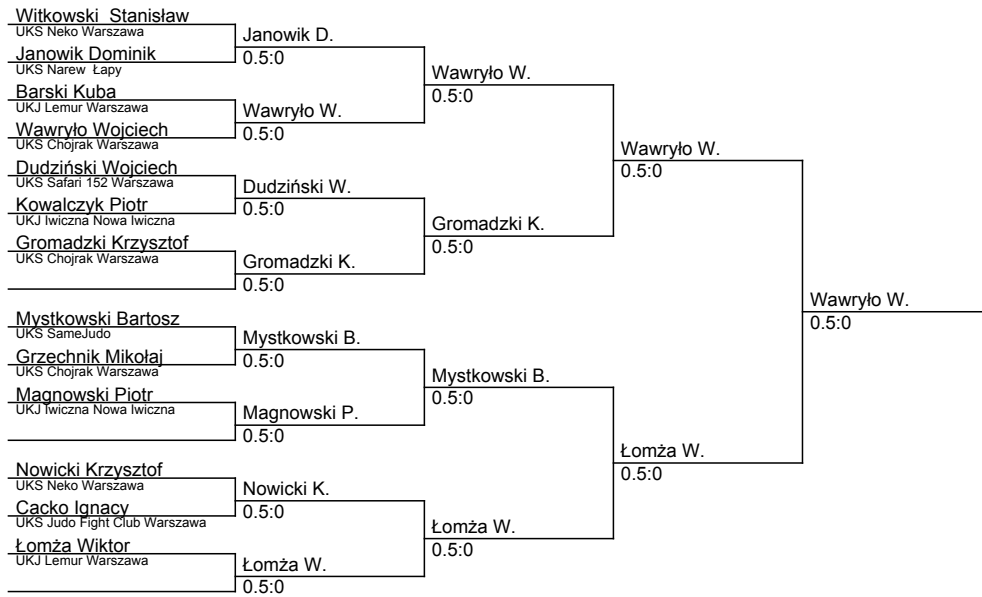 Witkowski  Stanisław
UKS Neko Warszawa
Janowik Dominik
UKS Narew  Łapy
Barski Kuba
UKJ Lemur Warszawa
Wawryło Wojciech
UKS Chojrak Warszawa
Dudziński Wojciech
UKS Safari 152 Warszawa
Kowalczyk Piotr
UKJ Iwiczna Nowa Iwiczna
Gromadzki Krzysztof
UKS Chojrak Warszawa
Mystkowski Bartosz
UKS SameJudo
Grzechnik Mikołaj
UKS Chojrak Warszawa
Magnowski Piotr
UKJ Iwiczna Nowa Iwiczna
Nowicki Krzysztof
UKS Neko Warszawa
Cacko Ignacy
UKS Judo Fight Club Warszawa
Łomża Wiktor
UKJ Lemur Warszawa
Janowik D.
0.5:0
Wawryło W.
0.5:0
Dudziński W.
0.5:0
Gromadzki K.
0.5:0
Mystkowski B.
0.5:0
Magnowski P.
0.5:0
Nowicki K.
0.5:0
Łomża W.
0.5:0
Wawryło W.
0.5:0
Gromadzki K.
0.5:0
Mystkowski B.
0.5:0
Łomża W.
0.5:0
Wawryło W.
0.5:0
Łomża W.
0.5:0
Wawryło W.
0.5:0